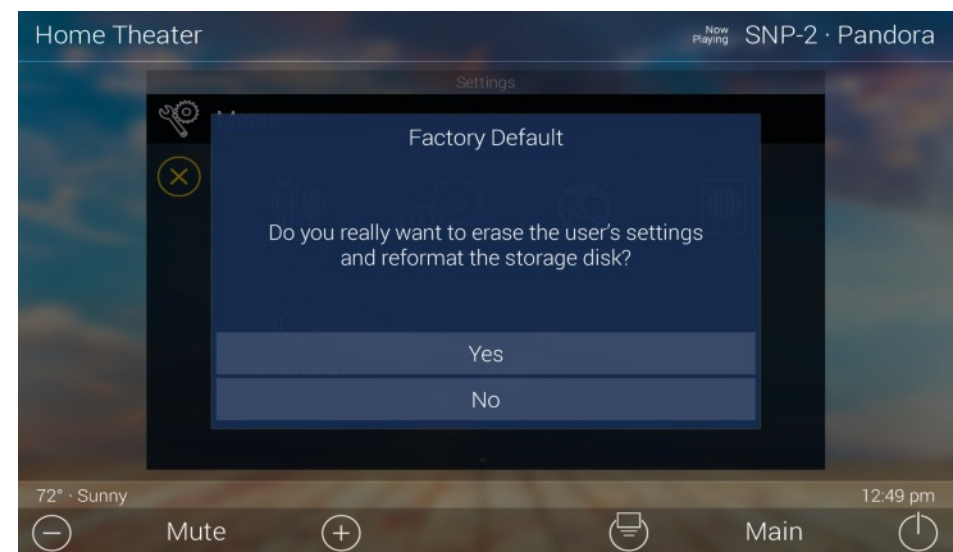 Home Theater
Now Playing SNP-2 · Pandora
Settings
Menu
Factory Default
Do you really want to erase the user's settings
and reformat the storage disk?
Yes
No
72° · Sunny
12:49 pm
Mute
Main